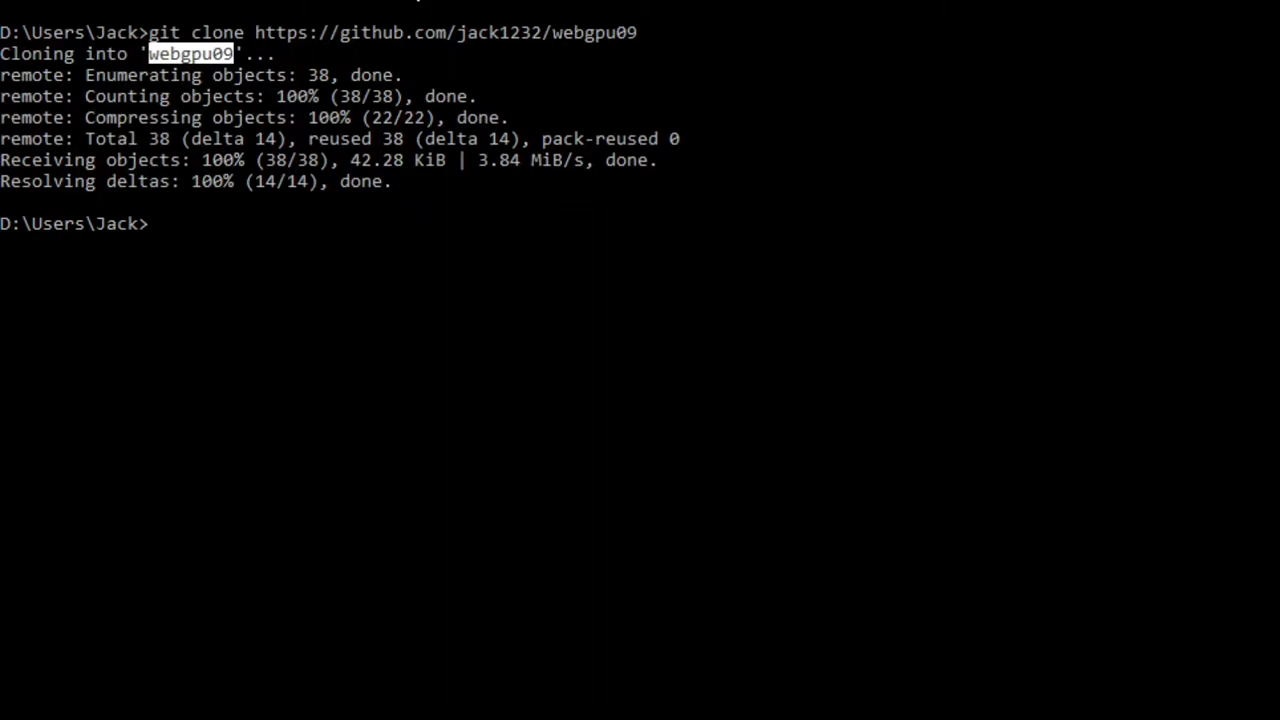 D:\Users\Jack>git clone https://github.com/jack1232/webgpu09
Cloning into 'webgpu09'...
remote: Enumerating objects: 38, done.
remote: Counting objects: 100% (38/38), done.
remote: Compressing objects: 100% (22/22), done.
remote: Total 38 (delta 14), reused 38 (delta 14), pack-reused 0
Receiving objects: 100% (38/38), 42.28 KiB | 3.84 MiB/s, done.
Resolving deltas: 100% (14/14), done.
D:\Users\Jack>